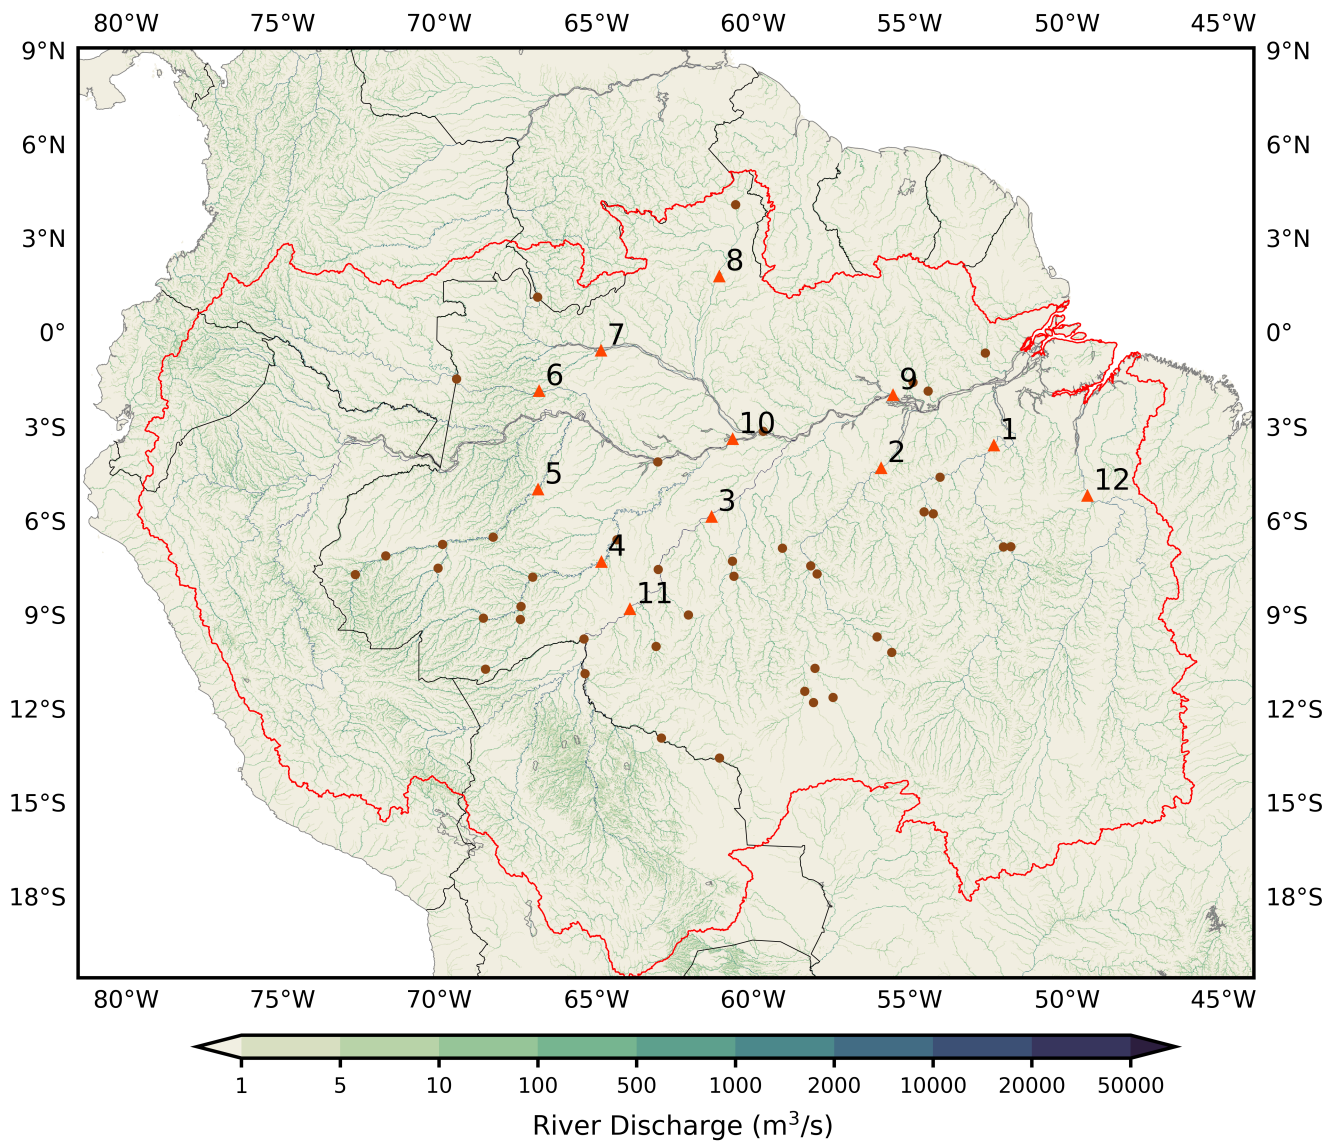 80°W 75°W 70°W 65°W 60°W 55°W 50°W 45°W
9°N 9°N
6°N 6°N
3°N 3°N
8
0° 7 0°
6 9
3°S 10 1 3°S
2
5 12
6°S 3 6°S
4
9°S 11 9°S
12°S 12°S
15°S 15°S
18°S 18°S
80°W 75°W 70°W 65°W 60°W 55°W 50°W 45°W
1 5 10 100 500 1000 2000 10000 20000 50000
River Discharge (m³/s)